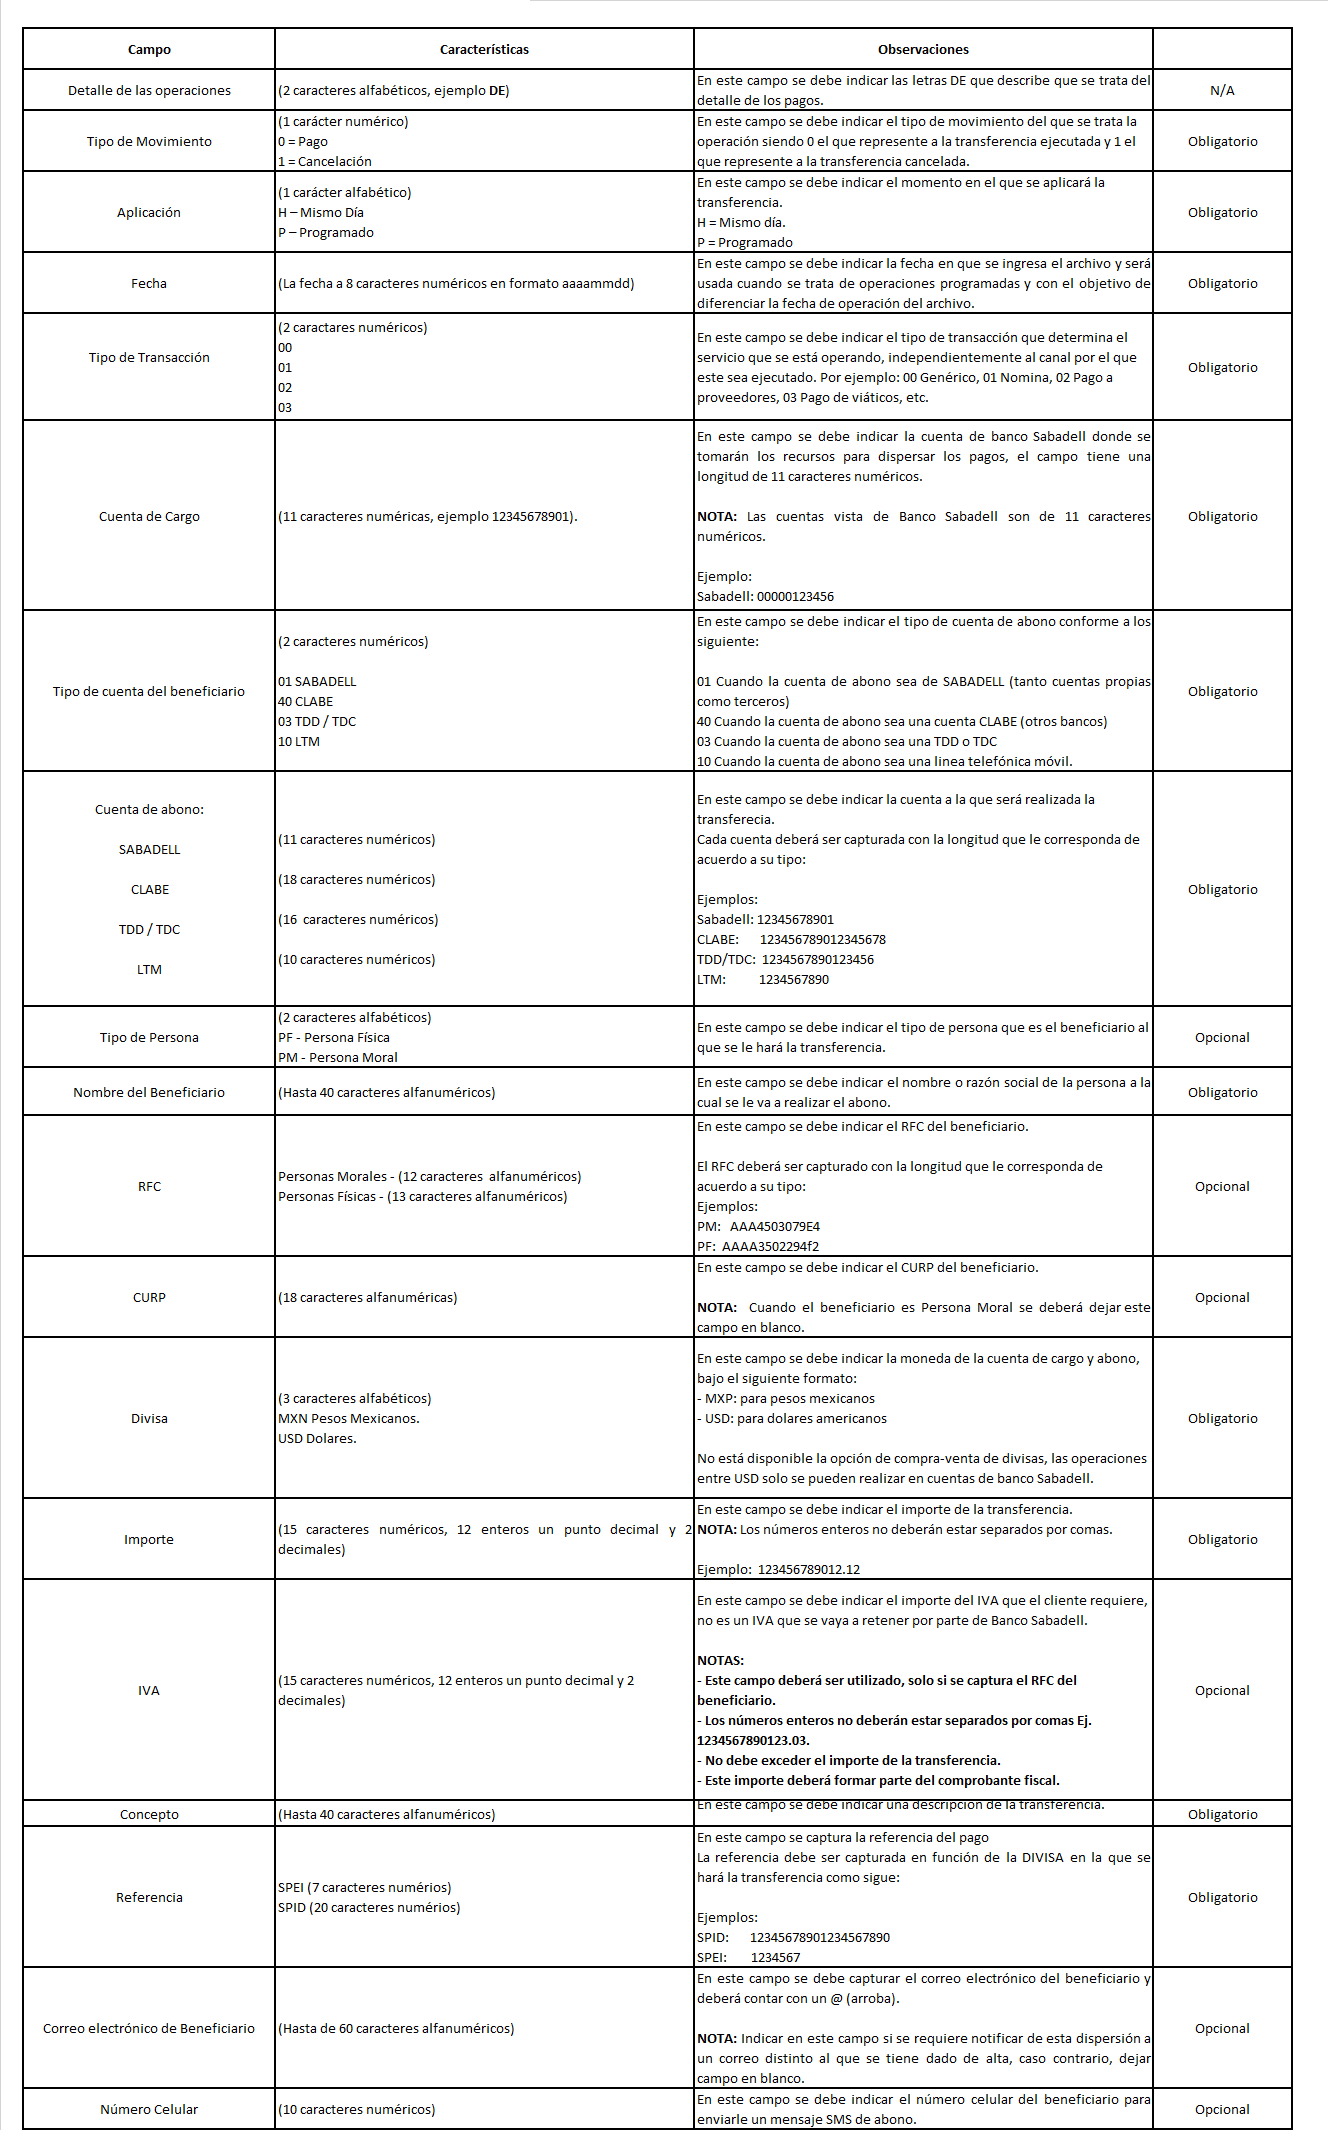 Campo	Características	Observaciones
Detalle de las operaciones
(2 caracteres alfabéticos, ejemplo DE)
En este campo se debe indicar las letras DE que describe que se trata del
detalle de los pagos.
N/A
Tipo de Movimiento
(1 carácter numérico)
0 = Pago
1 = Cancelación
En este campo se debe indicar el tipo de movimiento del que se trata la
operación siendo 0 el que represente a la transferencia ejecutada y 1 el
que represente a la transferencia cancelada.
Obligatorio
Aplicación
(1 carácter alfabético)
H – Mismo Día
P – Programado
En este campo se debe indicar el momento en el que se aplicará la
transferencia.
H = Mismo día.
P = Programado
Obligatorio
Fecha
(La fecha a 8 caracteres numéricos en formato aaaammdd)
En este campo se debe indicar la fecha en que se ingresa el archivo y será
usada cuando se trata de operaciones programadas y con el objetivo de
diferenciar la fecha de operación del archivo.
Obligatorio
Tipo de Transacción
(2 caractares numéricos)
00
01
02
03
En este campo se debe indicar el tipo de transacción que determina el
servicio que se está operando, independientemente al canal por el que
este sea ejecutado. Por ejemplo: 00 Genérico, 01 Nomina, 02 Pago a
proveedores, 03 Pago de viáticos, etc.
Obligatorio
Cuenta de Cargo
(11 caracteres numéricas, ejemplo 12345678901).
En este campo se debe indicar la cuenta de banco Sabadell donde se
tomarán los recursos para dispersar los pagos, el campo tiene una
longitud de 11 caracteres numéricos.
NOTA: Las cuentas vista de Banco Sabadell son de 11 caracteres
numéricos.
Ejemplo:
Sabadell: 00000123456
Obligatorio
Tipo de cuenta del beneficiario
(2 caracteres numéricos)
01 SABADELL
40 CLABE
03 TDD / TDC
10 LTM
En este campo se debe indicar el tipo de cuenta de abono conforme a los
siguiente:
01 Cuando la cuenta de abono sea de SABADELL (tanto cuentas propias
como terceros)
40 Cuando la cuenta de abono sea una cuenta CLABE (otros bancos)
03 Cuando la cuenta de abono sea una TDD o TDC
10 Cuando la cuenta de abono sea una linea telefónica móvil.
Obligatorio
Cuenta de abono:
SABADELL
CLABE
TDD / TDC
LTM
(11 caracteres numéricos)
(18 caracteres numéricos)
(16 caracteres numéricos)
(10 caracteres numéricos)
En este campo se debe indicar la cuenta a la que será realizada la
transferecia.
Cada cuenta deberá ser capturada con la longitud que le corresponda de
acuerdo a su tipo:
Ejemplos:
Sabadell: 12345678901
CLABE: 123456789012345678
TDD/TDC: 1234567890123456
LTM: 1234567890
Obligatorio
Tipo de Persona
(2 caracteres alfabéticos)
PF - Persona Física
PM - Persona Moral
En este campo se debe indicar el tipo de persona que es el beneficiario al
que se le hará la transferencia.
Opcional
Nombre del Beneficiario
(Hasta 40 caracteres alfanuméricos)
En este campo se debe indicar el nombre o razón social de la persona a la
cual se le va a realizar el abono.
Obligatorio
RFC
Personas Morales - (12 caracteres alfanuméricos)
Personas Físicas - (13 caracteres alfanuméricos)
En este campo se debe indicar el RFC del beneficiario.
El RFC deberá ser capturado con la longitud que le corresponda de
acuerdo a su tipo:
Ejemplos:
PM: AAA4503079E4
PF: AAAA3502294f2
Opcional
CURP
(18 caracteres alfanuméricas)
En este campo se debe indicar el CURP del beneficiario.
NOTA: Cuando el beneficiario es Persona Moral se deberá dejar este
campo en blanco.
Opcional
Divisa
(3 caracteres alfabéticos)
MXN Pesos Mexicanos.
USD Dolares.
En este campo se debe indicar la moneda de la cuenta de cargo y abono,
bajo el siguiente formato:
- MXP: para pesos mexicanos
- USD: para dolares americanos
No está disponible la opción de compra-venta de divisas, las operaciones
entre USD solo se pueden realizar en cuentas de banco Sabadell.
Obligatorio
Importe
(15 caracteres numéricos, 12 enteros un punto decimal y 2
decimales)
En este campo se debe indicar el importe de la transferencia.
NOTA: Los números enteros no deberán estar separados por comas.
Ejemplo: 123456789012.12
Obligatorio
IVA
(15 caracteres numéricos, 12 enteros un punto decimal y 2
decimales)
En este campo se debe indicar el importe del IVA que el cliente requiere,
no es un IVA que se vaya a retener por parte de Banco Sabadell.
NOTAS:
- Este campo deberá ser utilizado, solo si se captura el RFC del
beneficiario.
- Los números enteros no deberán estar separados por comas Ej.
1234567890123.03.
- No debe exceder el importe de la transferencia.
- Este importe deberá formar parte del comprobante fiscal.
Opcional
Concepto
(Hasta 40 caracteres alfanuméricos)
En este campo se debe indicar una descripción de la transferencia.
Obligatorio
Referencia
SPEI (7 caracteres numérios)
SPID (20 caracteres numérios)
En este campo se captura la referencia del pago
La referencia debe ser capturada en función de la DIVISA en la que se
hará la transferencia como sigue:
Ejemplos:
SPID: 12345678901234567890
SPEI: 1234567
Obligatorio
Correo electrónico de Beneficiario
(Hasta de 60 caracteres alfanuméricos)
En este campo se debe capturar el correo electrónico del beneficiario y
deberá contar con un @ (arroba).
NOTA: Indicar en este campo si se requiere notificar de esta dispersión a
un correo distinto al que se tiene dado de alta, caso contrario, dejar
campo en blanco.
Opcional
Número Celular
(10 caracteres numéricos)
En este campo se debe indicar el número celular del beneficiario para
enviarle un mensaje SMS de abono.
Opcional